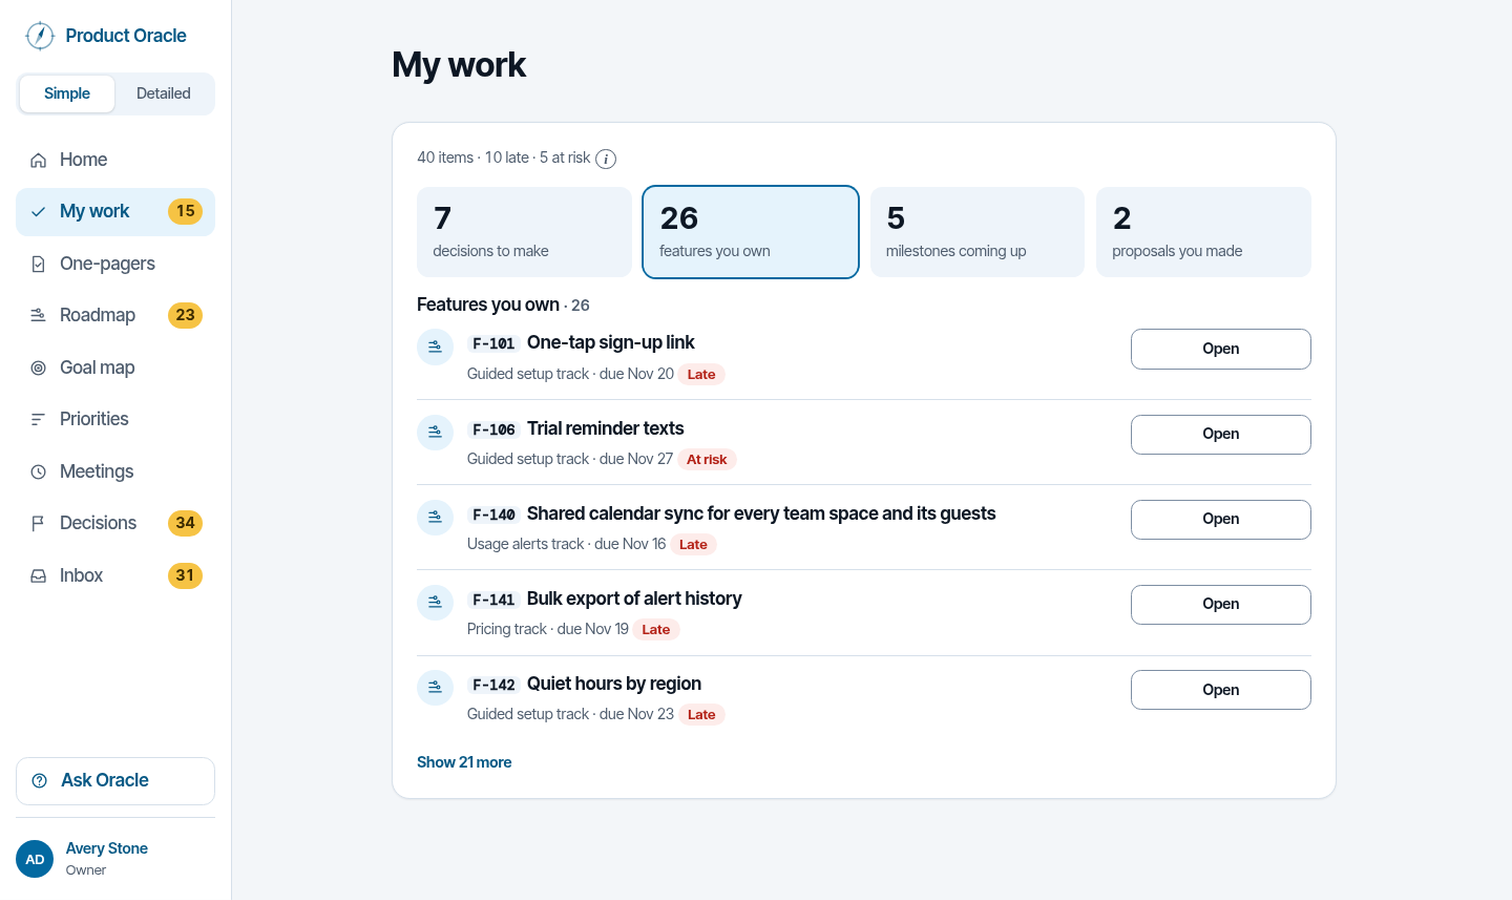 Product Oracle
Simple Detailed
Home
My work 15
One-pagers
Roadmap 23
Goal map
Priorities
Meetings
Decisions 34
Inbox 31
Ask Oracle
AD
Avery Stone
Owner
My work
40 items · 10 late · 5 at risk i
7
decisions to make
26
features you own
5
milestones coming up
2
proposals you made
Features you own · 26
F-101 One-tap sign-up link
Guided setup track · due Nov 20 Late
Open
F-106 Trial reminder texts
Guided setup track · due Nov 27 At risk
Open
F-140 Shared calendar sync for every team space and its guests
Usage alerts track · due Nov 16 Late
Open
F-141 Bulk export of alert history
Pricing track · due Nov 19 Late
Open
F-142 Quiet hours by region
Guided setup track · due Nov 23 Late
Open
Show 21 more